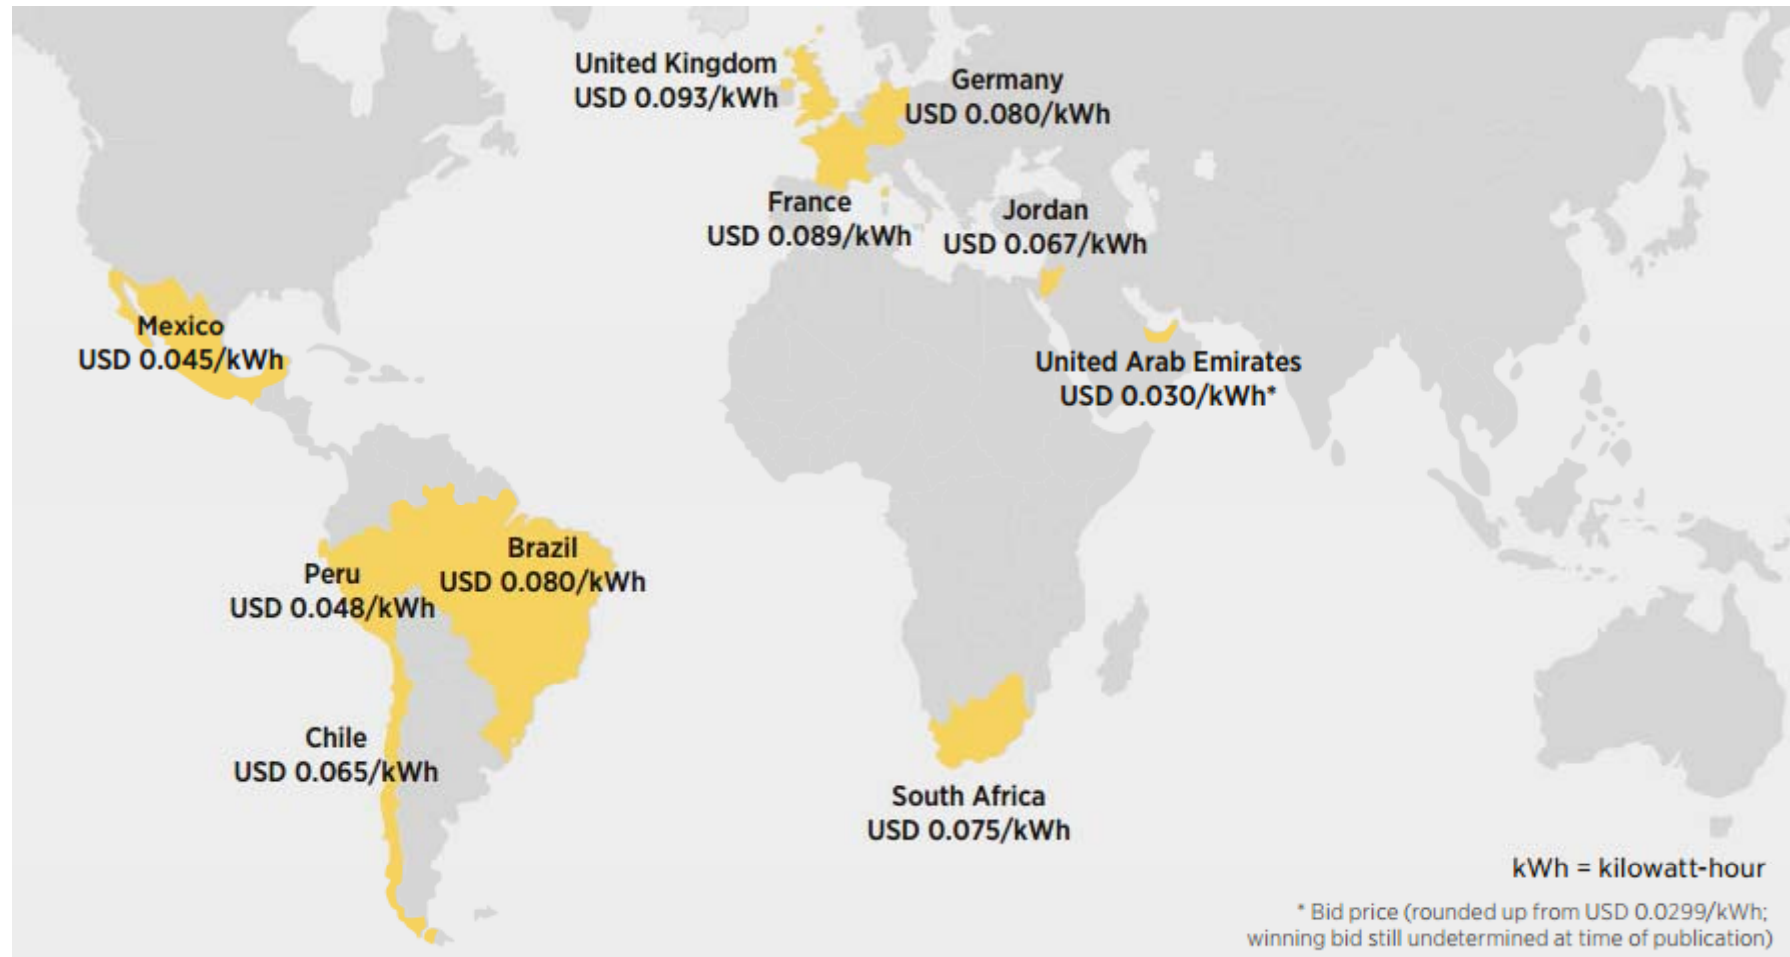 United Kingdom
USD 0.093/kWh
Germany
USD 0.080/kWh
France
USD 0.089/kWh
Jordan
USD 0.067/kWh
Mexico
USD 0.045/kWh
United Arab Emirates
USD 0.030/kWh*
Brazil
USD 0.080/kWh
Peru
USD 0.048/kWh
Chile
USD 0.065/kWh
South Africa
USD 0.075/kWh
kWh = kilowatt-hour
* Bid price (rounded up from USD 0.0299/kWh;
winning bid still undetermined at time of publication)